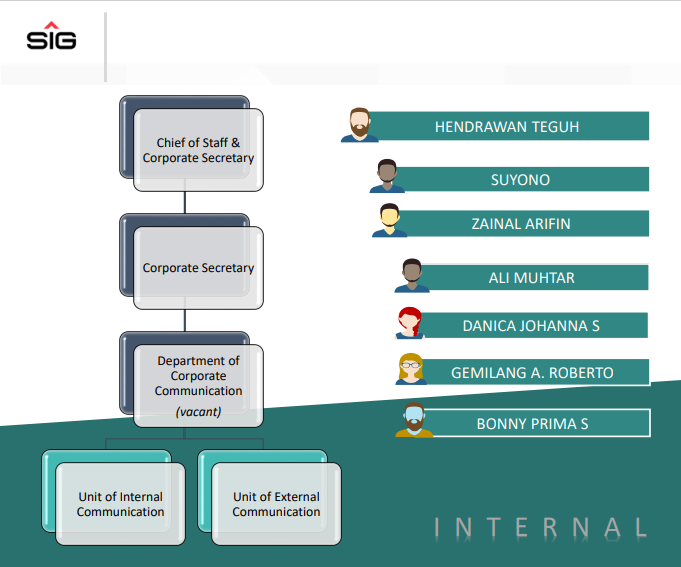 SIG
Chief of Staff &
Corporate Secretary
Corporate Secretary
Department of
Corporate
Communication
(vacant)
Unit of Internal
Communication
Unit of External
Communication
HENDRAWAN TEGUH
SUYONO
ZAINAL ARIFIN
ALI MUHTAR
DANICA JOHANNA S
GEMILANG A. ROBERTO
BONNY PRIMA S
INTERNAL